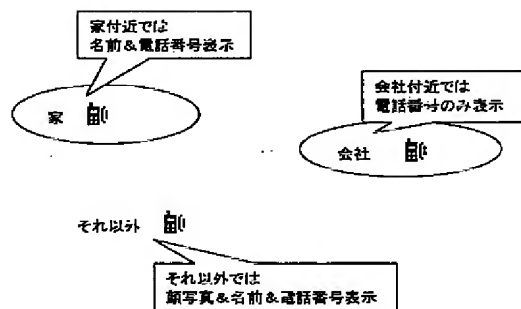 家付近では
名前&電話番号表示
家
会社付近では
電話番号のみ表示
会社
それ以外
それ以外では
顔写真&名前&電話番号表示